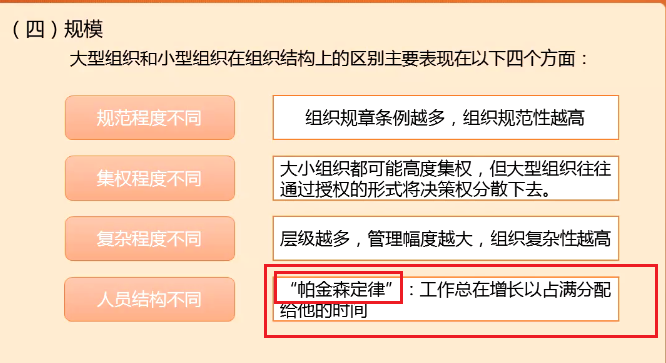 （四）规模
大型组织和小型组织在组织结构上的区别主要表现在以下四个方面：
规范程度不同
组织规章条例越多，组织规范性越高
集权程度不同
大小组织都可能高度集权，但大型组织往往
通过授权的形式将决策权分散下去。
复杂程度不同
层级越多，管理幅度越大，组织复杂性越高
人员结构不同
“帕金森定律”：工作总在增长以占满分配
给他的时间